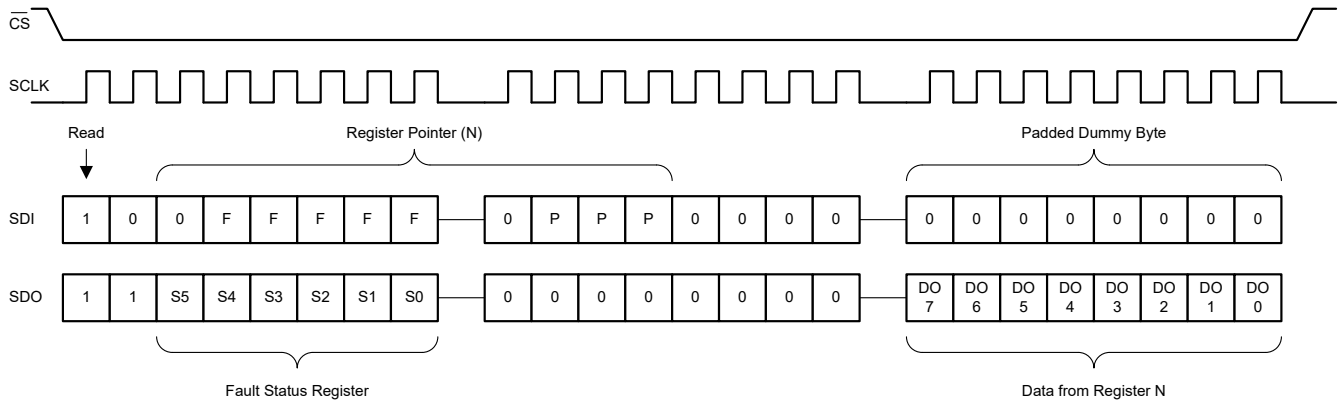 CS
SCLK
Read
Register Pointer (N)
Padded Dummy Byte
SDI 1 0 0 F F F F F 0 P P P 0 0 0 0 0 0 0 0 0 0 0 0
SDO 1 1 S5 S4 S3 S2 S1 S0 0 0 0 0 0 0 0 0 DO 7 DO 6 DO 5 DO 4 DO 3 DO 2 DO 1 DO 0
Fault Status Register
Data from Register N